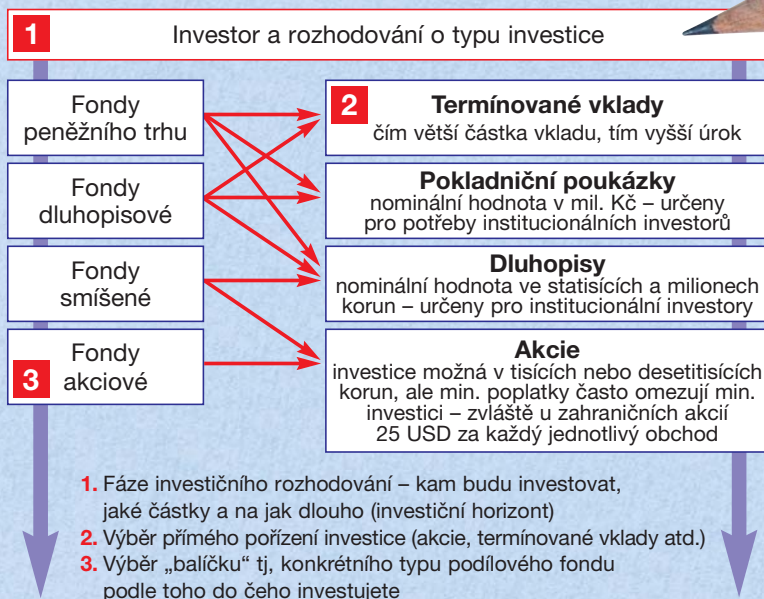 1
Investor a rozhodování o typu investice
Fondy
peněžního trhu
Fondy
dluhopisové
Fondy
smíšené
3
Fondy
akciové
2
Termínované vklady
čím větší částka vkladu, tím vyšší úrok
Pokladniční poukázky
nominální hodnota v mil. Kč – určeny
pro potřeby institucionálních investorů
Dluhopisy
nominální hodnota ve statisících a milionech
korun – určeny pro institucionální investory
Akcie
investice možná v tisících nebo desetitisících
korun, ale min. poplatky často omezují min.
investici – zvláště u zahraničních akcií
25 USD za každý jednotlivý obchod
1. Fáze investičního rozhodování – kam budu investovat,
jaké částky a na jak dlouho (investiční horizont)
2. Výběr přímého pořízení investice (akcie, termínované vklady atd.)
3. Výběr „balíčku“ tj, konkrétního typu podílového fondu
podle toho do čeho investujete